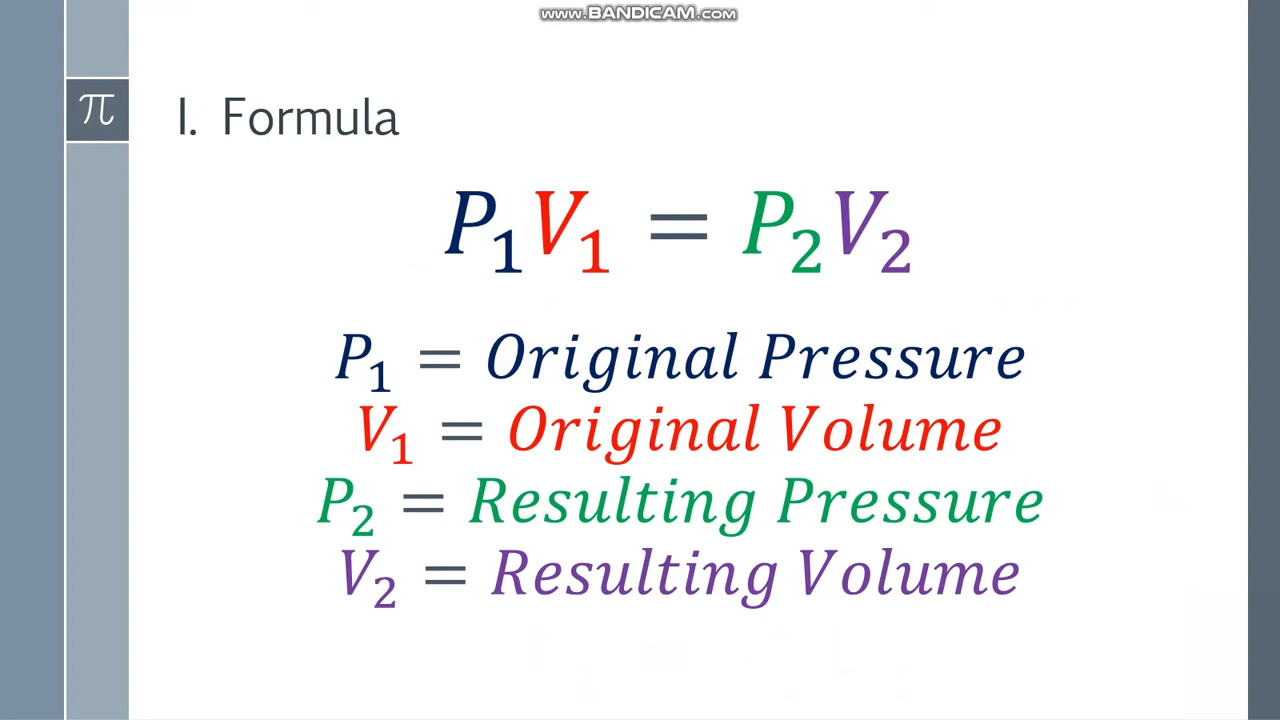 www.BANDICAM.com
π
I. Formula
P₁V₁ = P₂V₂
P₁ = Original Pressure
V₁ = Original Volume
P₂ = Resulting Pressure
V₂ = Resulting Volume